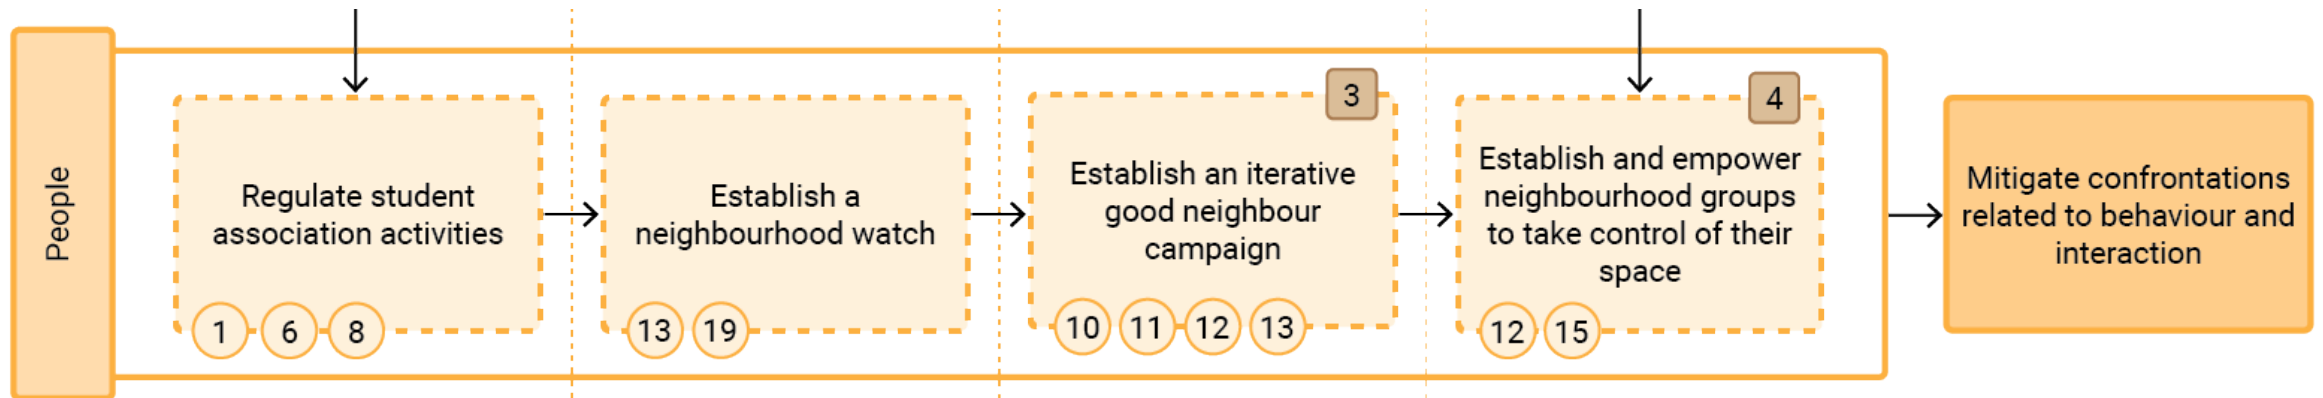 People
Regulate student
association activities
1 6 8
Establish a
neighbourhood watch
13 19
3
Establish an iterative
good neighbour
campaign
10 11 12 13
4
Establish and empower
neighbourhood groups
to take control of their
space
12 15
Mitigate confrontations
related to behaviour and
interaction